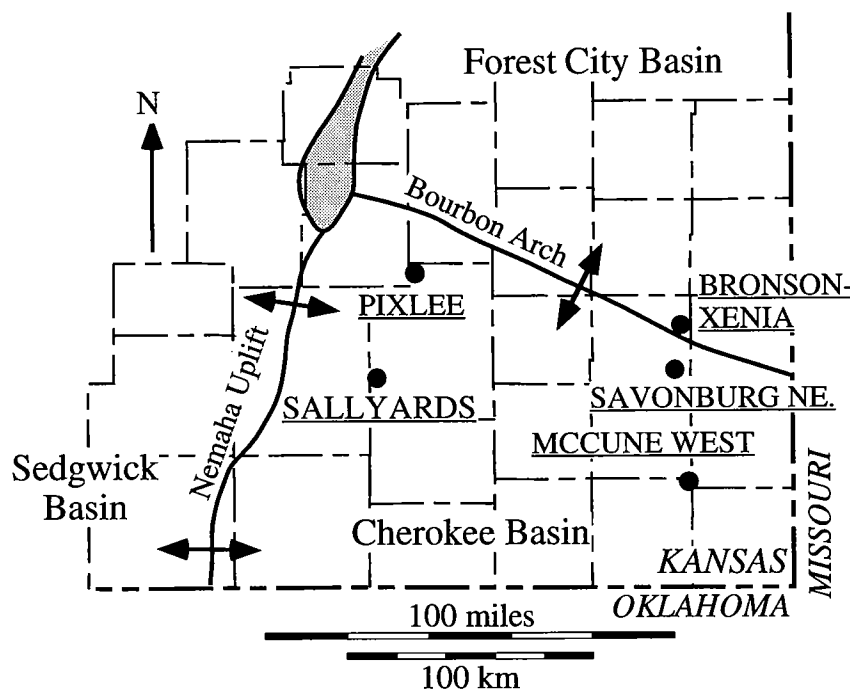 Forest City Basin
N
Bourbon Arch
BRONSON-
XENIA
PIXLEE
Nemaha Uplift
SALLYARDS
SAVONBURG NE.
MCCUNE WEST
Sedgwick
Basin
Cherokee Basin
KANSAS
MISSOURI
OKLAHOMA
100 miles
100 km